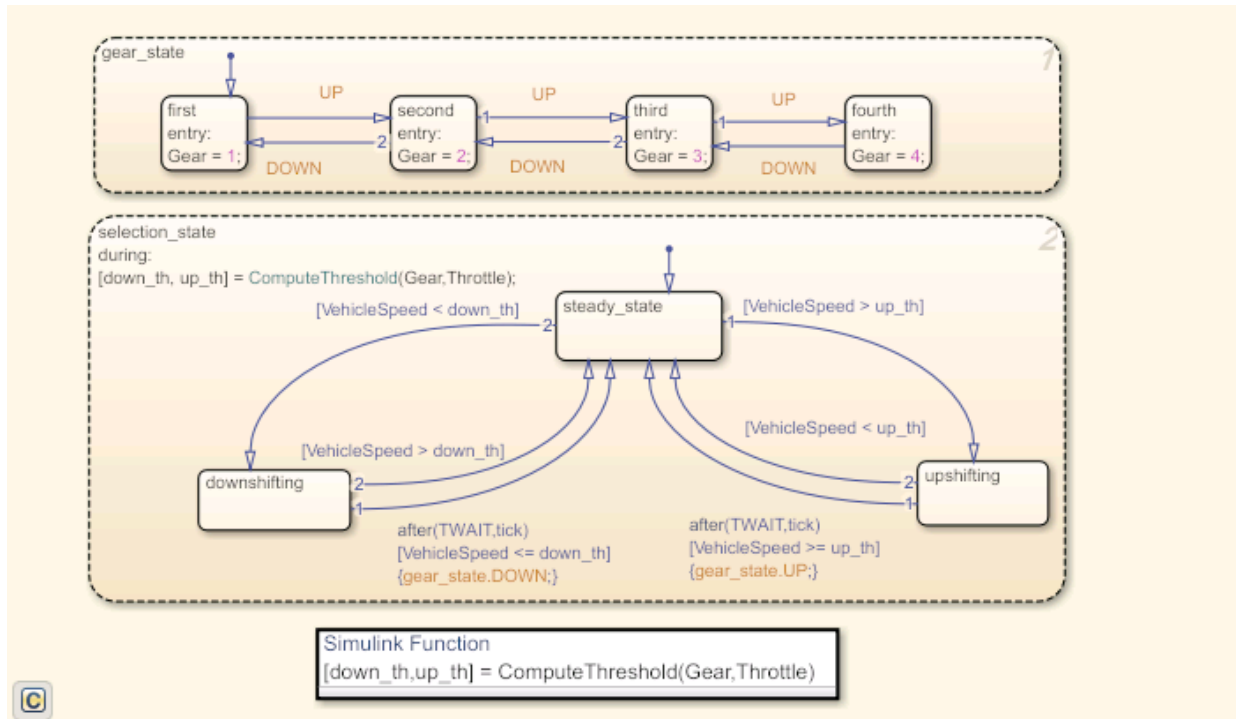 gear_state
1
UP
UP
UP
first
entry:
Gear = 1;
second
entry:
Gear = 2;
third
entry:
Gear = 3;
fourth
entry:
Gear = 4;
1
2
1
2
DOWN
DOWN
DOWN
selection_state
2
during:
[down_th, up_th] = ComputeThreshold(Gear,Throttle);
[VehicleSpeed < down_th]
2
steady_state
1
[VehicleSpeed > up_th]
[VehicleSpeed > down_th]
[VehicleSpeed < up_th]
downshifting
2
1
2
1
upshifting
after(TWAIT,tick)
[VehicleSpeed <= down_th]
{gear_state.DOWN;}
after(TWAIT,tick)
[VehicleSpeed >= up_th]
{gear_state.UP;}
Simulink Function
[down_th,up_th] = ComputeThreshold(Gear,Throttle)
C